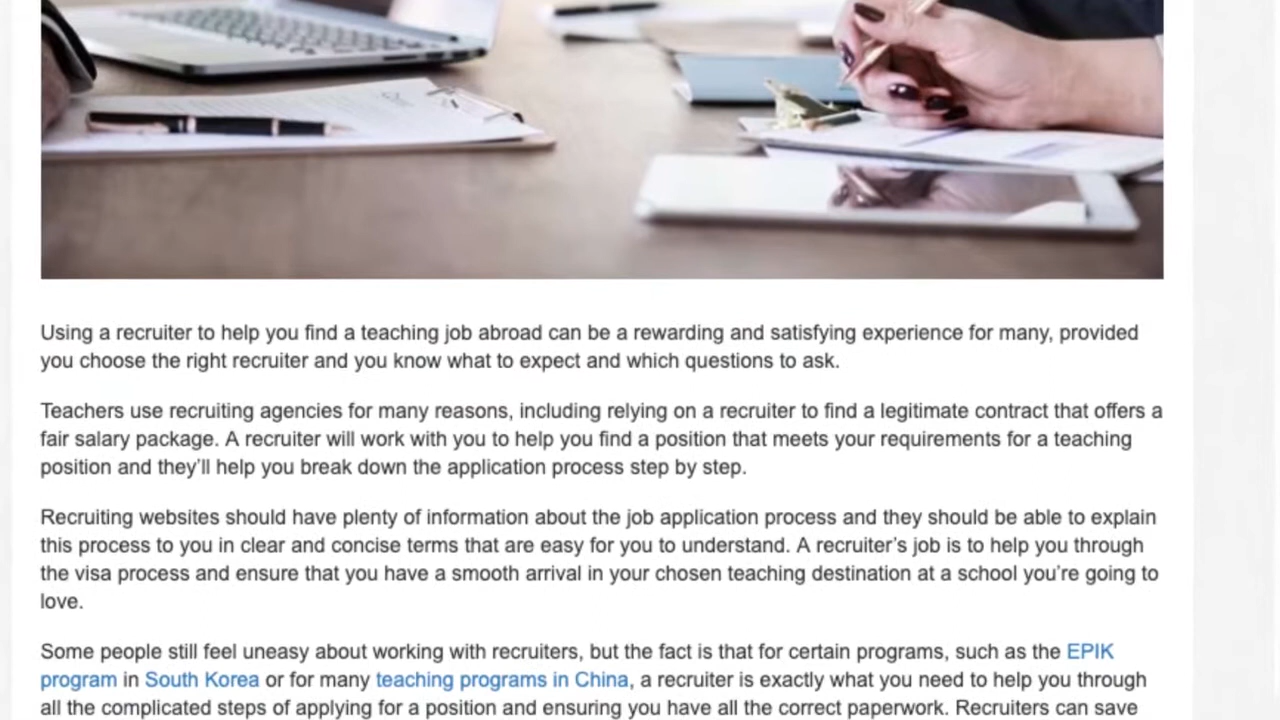 Using a recruiter to help you find a teaching job abroad can be a rewarding and satisfying experience for many, provided
you choose the right recruiter and you know what to expect and which questions to ask.
Teachers use recruiting agencies for many reasons, including relying on a recruiter to find a legitimate contract that offers a
fair salary package. A recruiter will work with you to help you find a position that meets your requirements for a teaching
position and they’ll help you break down the application process step by step.
Recruiting websites should have plenty of information about the job application process and they should be able to explain
this process to you in clear and concise terms that are easy for you to understand. A recruiter’s job is to help you through
the visa process and ensure that you have a smooth arrival in your chosen teaching destination at a school you’re going to
love.
Some people still feel uneasy about working with recruiters, but the fact is that for certain programs, such as the EPIK
program in South Korea or for many teaching programs in China, a recruiter is exactly what you need to help you through
all the complicated steps of applying for a position and ensuring you have all the correct paperwork. Recruiters can save